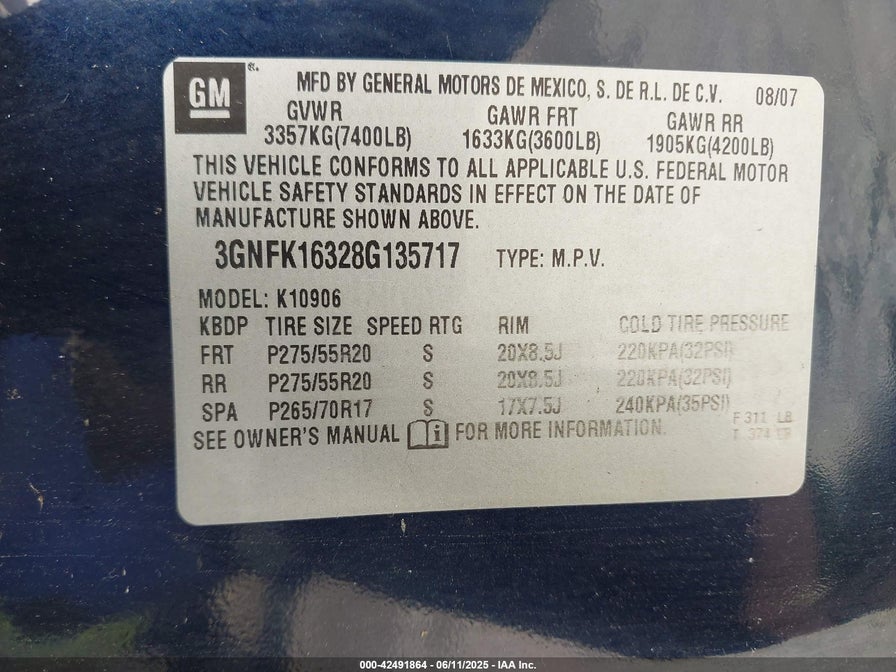 GM
MFD BY GENERAL MOTORS DE MEXICO, S. DE R.L. DE C.V. 08/07
GVWR GAWR FRT GAWR RR
3357KG(7400LB) 1633KG(3600LB) 1905KG(4200LB)
THIS VEHICLE CONFORMS TO ALL APPLICABLE U.S. FEDERAL MOTOR
VEHICLE SAFETY STANDARDS IN EFFECT ON THE DATE OF
MANUFACTURE SHOWN ABOVE.
3GNFK16328G135717 TYPE: M.P.V.
MODEL: K10906
KBDP TIRE SIZE SPEED RTG RIM COLD TIRE PRESSURE
FRT P275/55R20 S 20X8.5J 220KPA(32PSI)
RR P275/55R20 S 20X8.5J 220KPA(32PSI)
SPA P265/70R17 S 17X7.5J 240KPA(35PSI)
F 311 LB
SEE OWNER'S MANUAL i FOR MORE INFORMATION.
T 374 LB
000-42491864 - 06/11/2025 - IAA Inc.